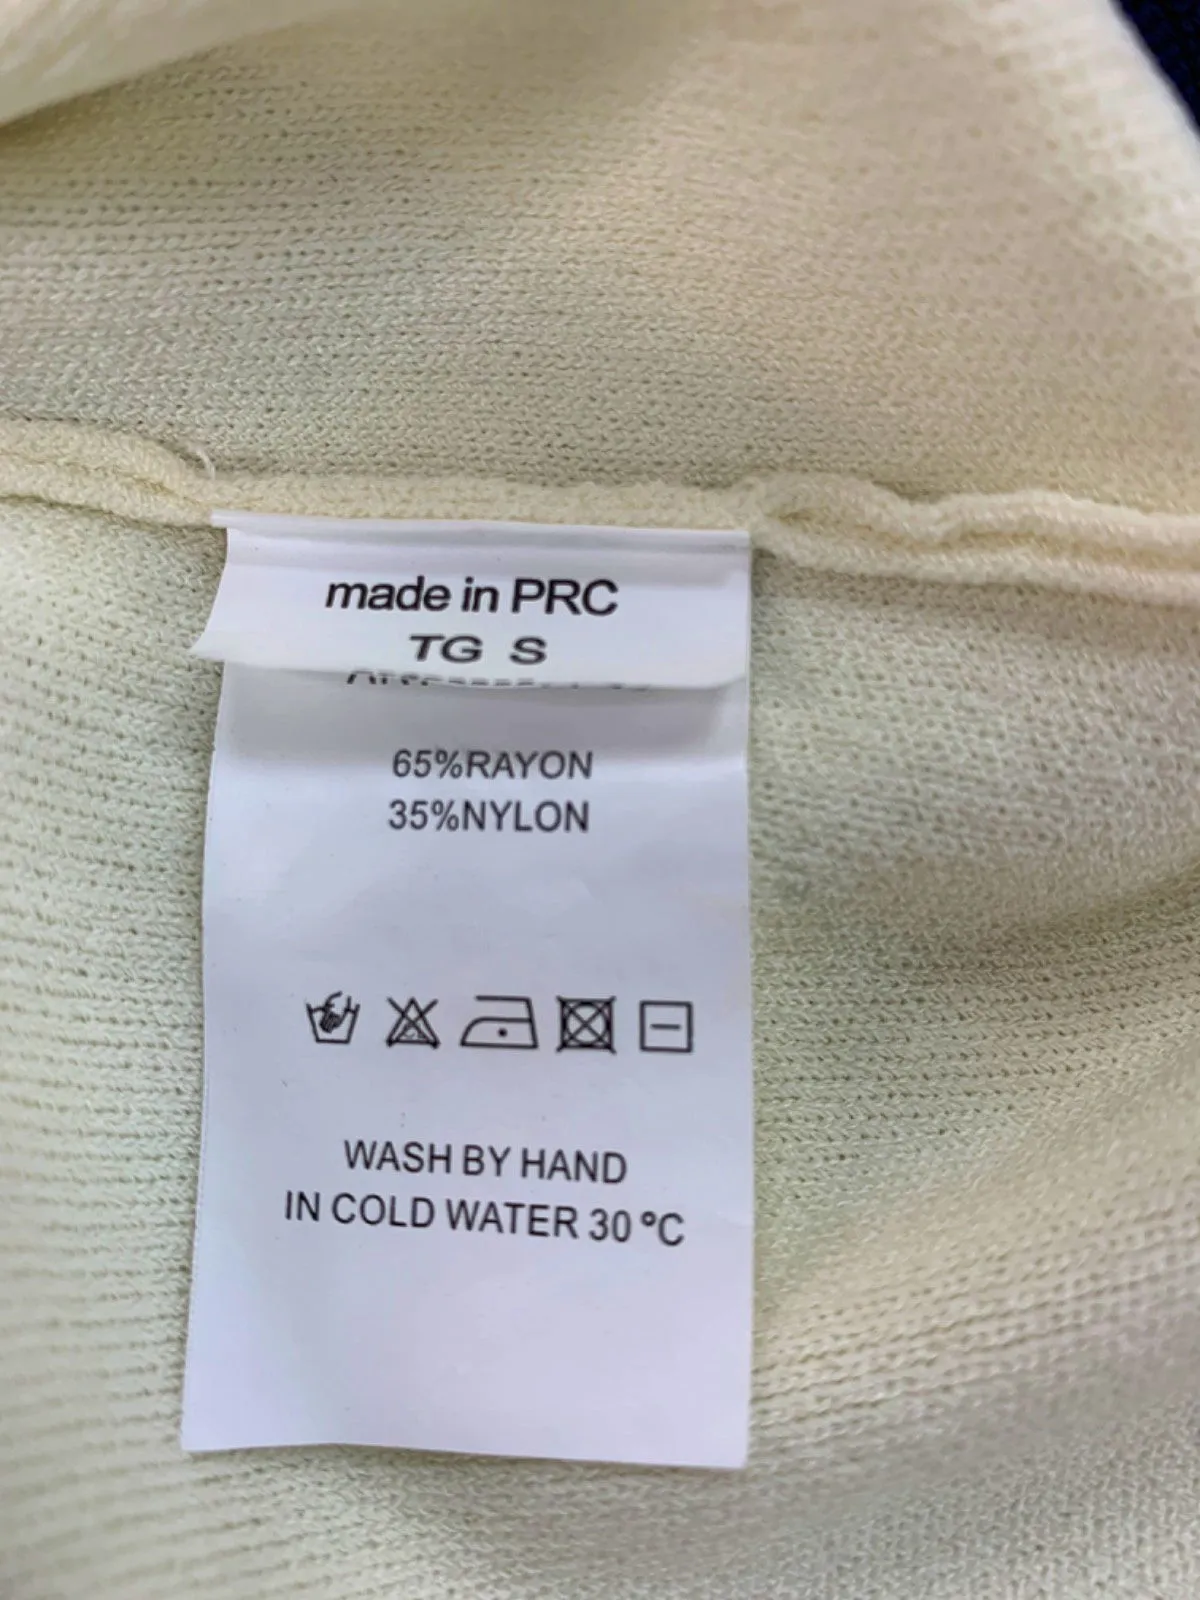 made in PRC
TG S
65%RAYON
35%NYLON
WASH BY HAND
IN COLD WATER 30 °C